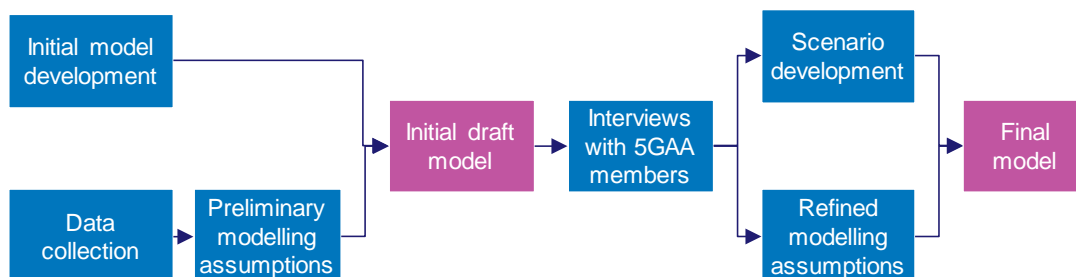 Initial model
development
Data
collection
Preliminary
modelling
assumptions
Initial draft
model
Interviews
with 5GAA
members
Scenario
development
Refined
modelling
assumptions
Final
model